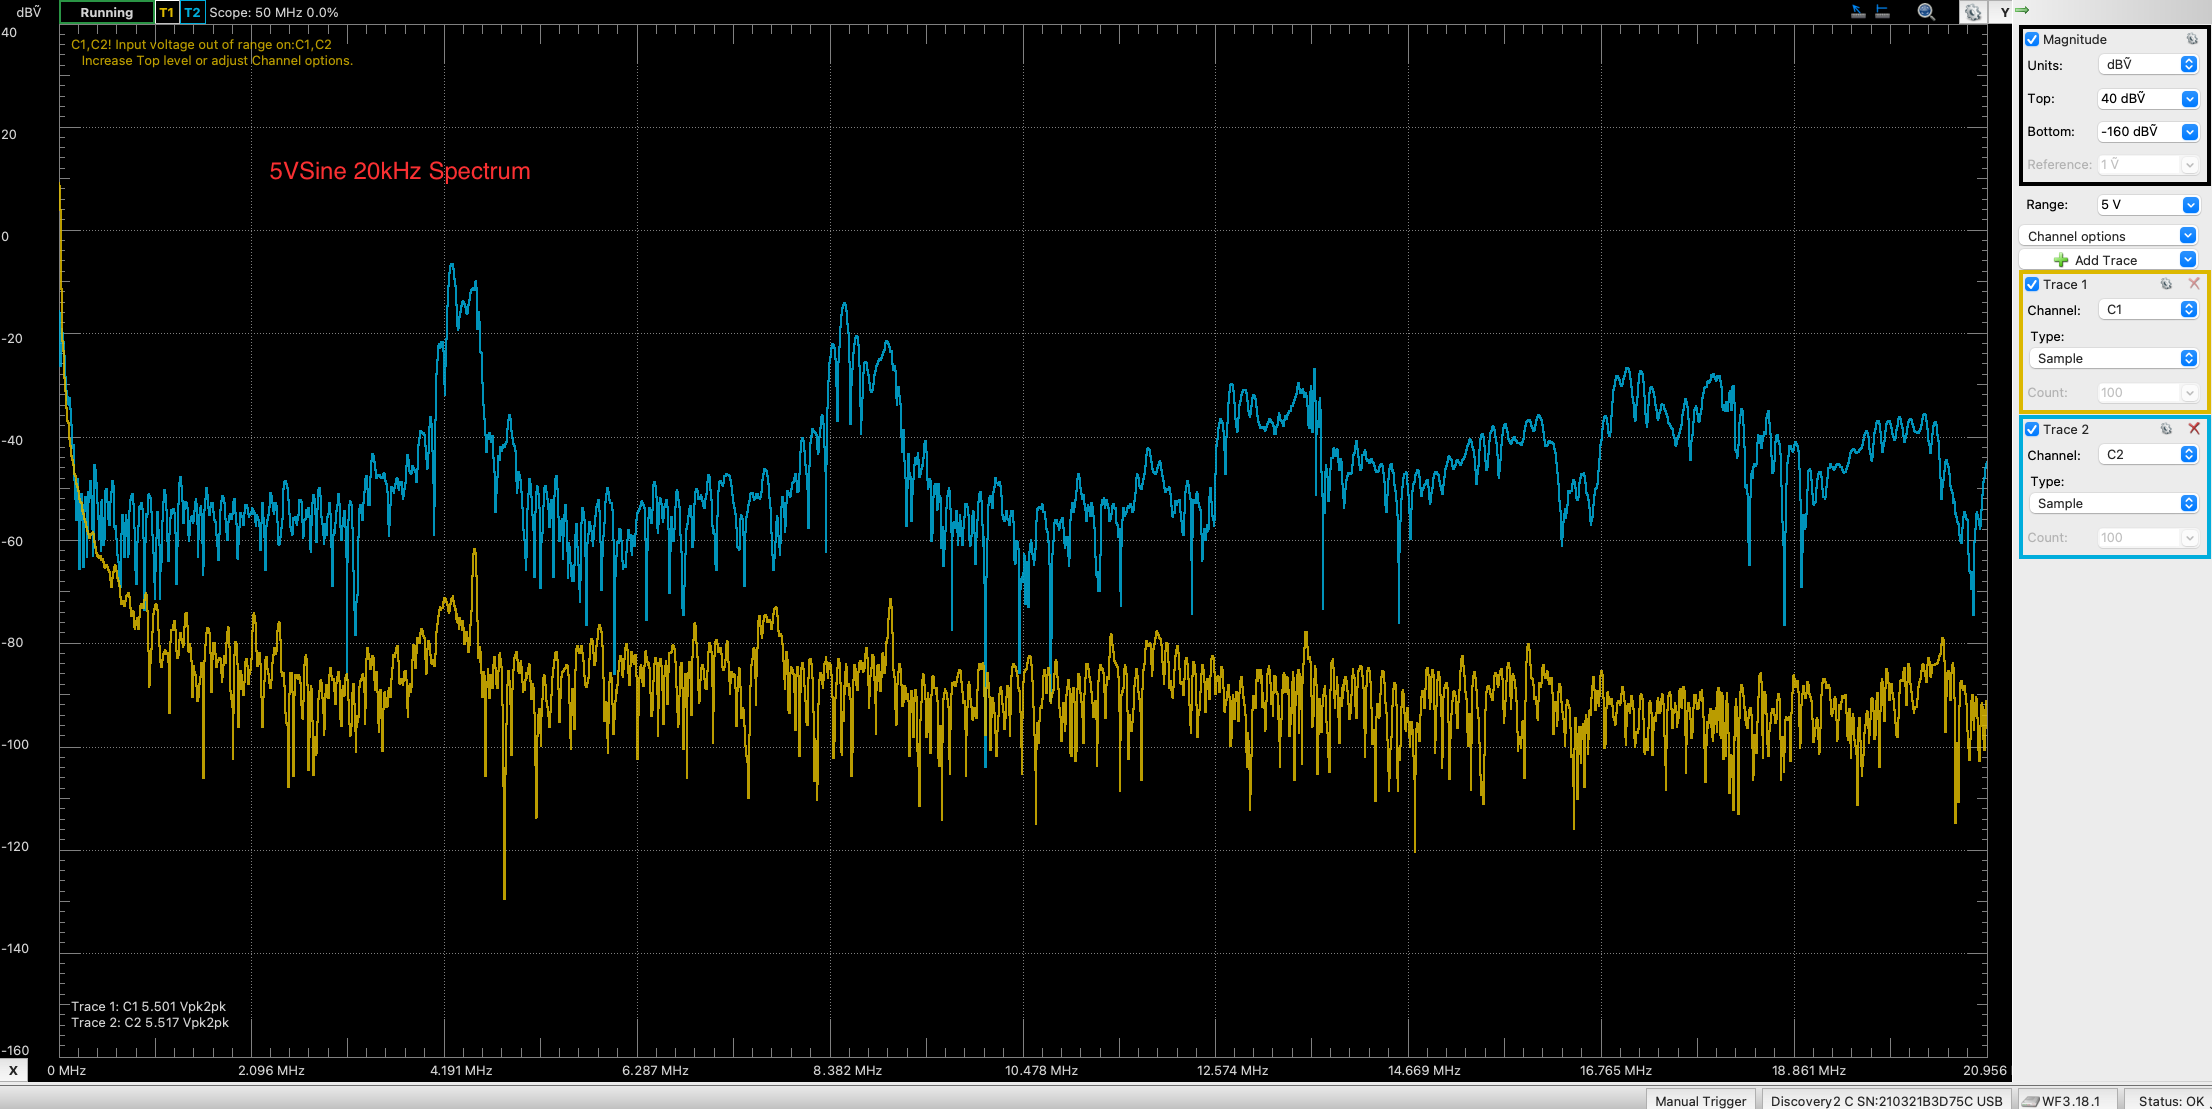 dBṼ
Running T1 T2 Scope: 50 MHz 0.0%
Y
C1,C2! Input voltage out of range on:C1,C2
Increase Top level or adjust Channel options.
5VSine 20kHz Spectrum
40
20
0
-20
-40
-60
-80
-100
-120
-140
-160
Trace 1: C1 5.501 Vpk2pk
Trace 2: C2 5.517 Vpk2pk
X
0 MHz 2.096 MHz 4.191 MHz 6.287 MHz 8.382 MHz 10.478 MHz 12.574 MHz 14.669 MHz 16.765 MHz 18.861 MHz 20.956
Magnitude
Units: dBṼ
Top: 40 dBṼ
Bottom: -160 dBṼ
Reference: 1 Ṽ
Range: 5 V
Channel options
Add Trace
Trace 1
Channel: C1
Type:
Sample
Count: 100
Trace 2
Channel: C2
Type:
Sample
Count: 100
Manual Trigger Discovery2 C SN:210321B3D75C USB WF3.18.1 Status: OK